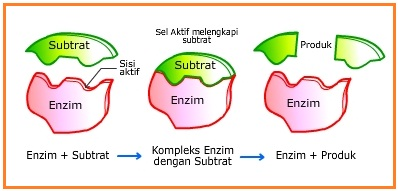 Subtrat
Sisi
aktif
Enzim
Enzim + Subtrat
Sel Aktif melengkapi
subtrat
Subtrat
Enzim
Kompleks Enzim
dengan Subtrat
Produk
Enzim
Enzim + Produk